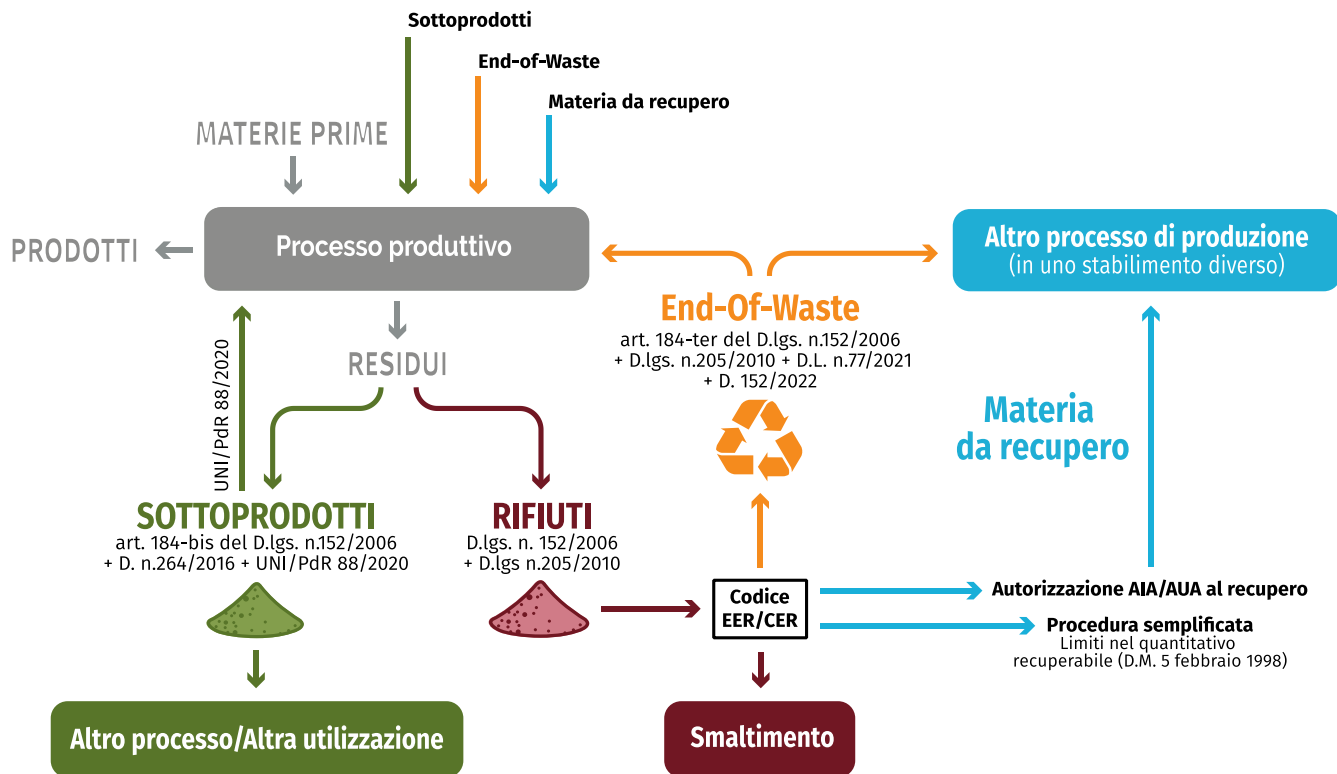 Sottoprodotti
End-of-Waste
Materia da recupero
MATERIE PRIME
PRODOTTI
Processo produttivo
Altro processo di produzione
(in uno stabilimento diverso)
End-Of-Waste
art. 184-ter del D.lgs. n.152/2006
+ D.lgs. n.205/2010 + D.L. n.77/2021
+ D. 152/2022
RESIDUI
UNI/PdR 88/2020
Materia
da recupero
SOTTOPRODOTTI
art. 184-bis del D.lgs. n.152/2006
+ D. n.264/2016 + UNI/PdR 88/2020
RIFIUTI
D.lgs. n. 152/2006
+ D.lgs n.205/2010
Codice
EER/CER
Autorizzazione AIA/AUA al recupero
Procedura semplificata
Limiti nel quantitativo
recuperabile (D.M. 5 febbraio 1998)
Altro processo/Altra utilizzazione
Smaltimento